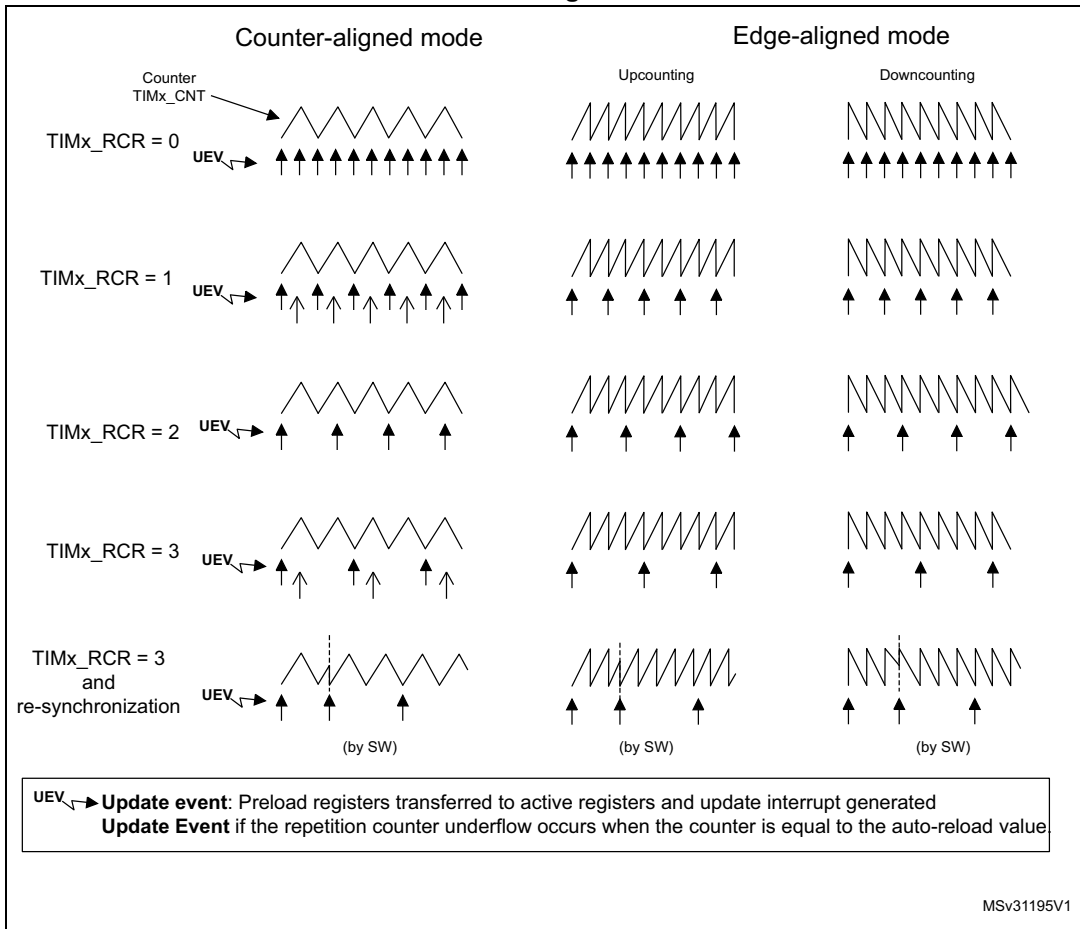 Counter-aligned mode
Edge-aligned mode
Counter
TIMx_CNT
Upcounting
Downcounting
TIMx_RCR = 0
UEV
TIMx_RCR = 1
UEV
TIMx_RCR = 2
UEV
TIMx_RCR = 3
UEV
TIMx_RCR = 3
and
re-synchronization
UEV
(by SW)
(by SW)
(by SW)
UEV Update event: Preload registers transferred to active registers and update interrupt generated
Update Event if the repetition counter underflow occurs when the counter is equal to the auto-reload value.
MSv31195V1